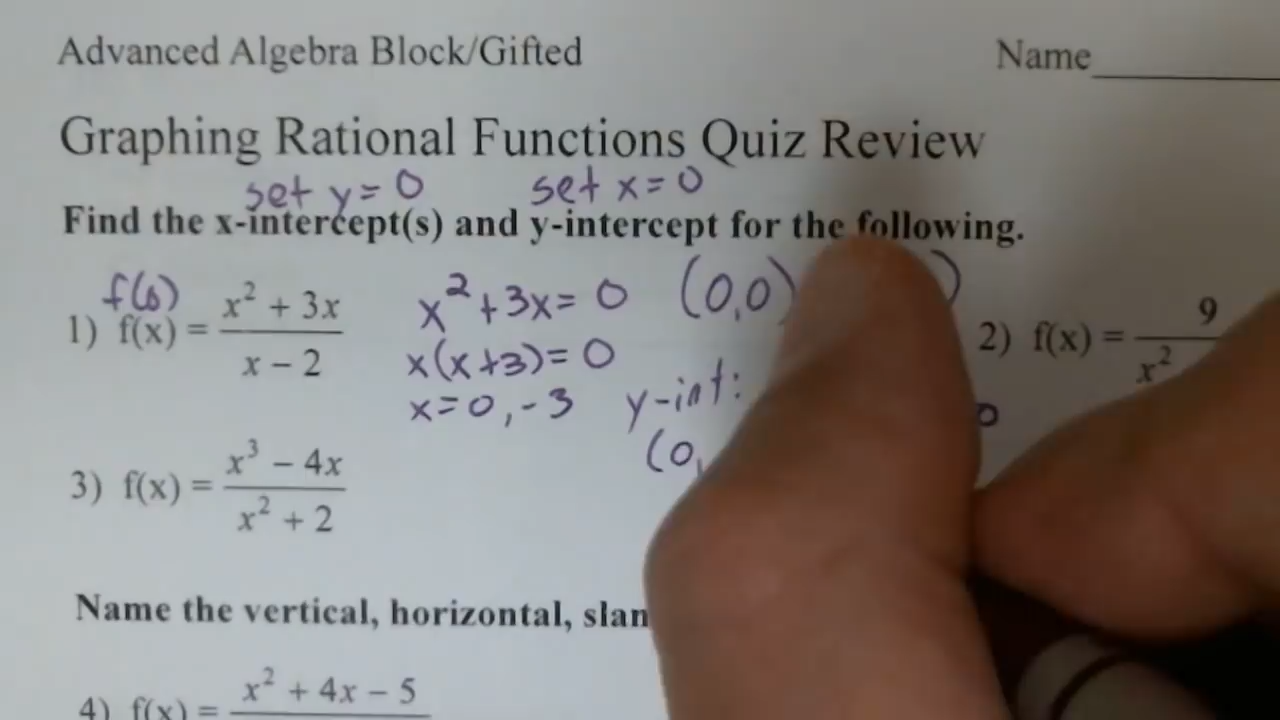 Advanced Algebra Block/Gifted Name
Graphing Rational Functions Quiz Review
set y = 0 set x = 0
Find the x-intercept(s) and y-intercept for the following.
f(0)
1) f(x) = x² + 3x / x − 2
x² + 3x = 0 (0,0) )
x(x+3) = 0
x = 0, -3 y-int:
(0,
2) f(x) = 9 / x²
0
3) f(x) = x³ − 4x / x² + 2
Name the vertical, horizontal, slan
4) f(x) = x² + 4x − 5